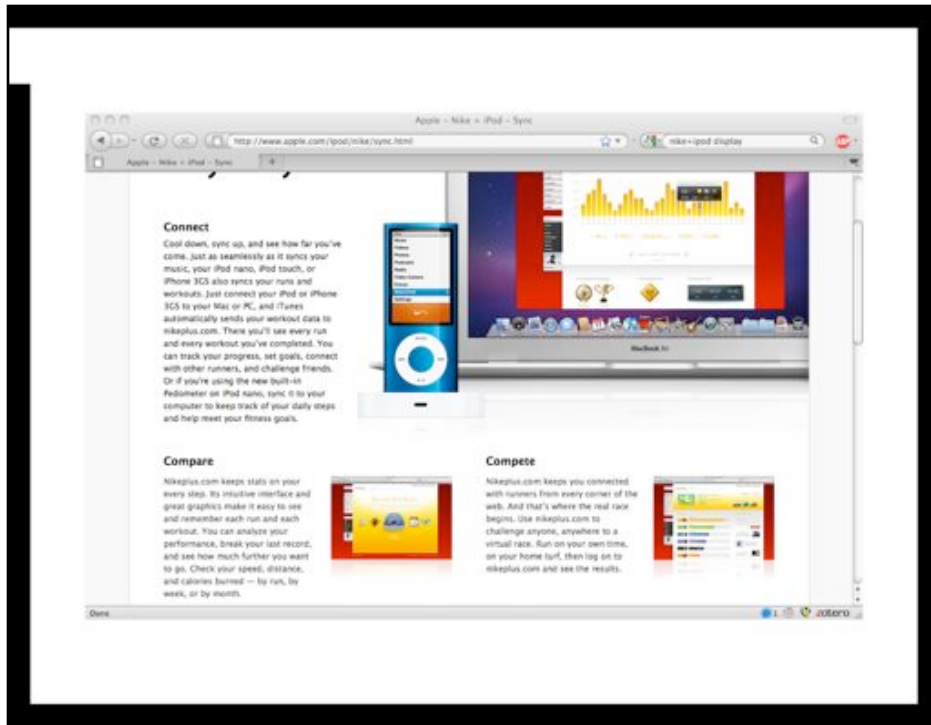 Apple - Nike + iPod - Sync
http://www.apple.com/ipod/nike/sync.html
nike+ipod display
Apple - Nike + iPod - Sync
Connect
Cool down, sync up, and see how far you've
come. Just as seamlessly as it syncs your
music, your iPod nano, iPod touch, or
iPhone 3GS also syncs your runs and
workouts. Just connect your iPod or iPhone
3GS to your Mac or PC, and iTunes
automatically sends your workout data to
nikeplus.com. There you'll see every run
and every workout you've completed. You
can track your progress, set goals, connect
with other runners, and challenge friends.
Or if you're using the new built-in
Pedometer on iPod nano, sync it to your
computer to keep track of your daily steps
and help meet your fitness goals.
Music
Videos
Photos
Podcasts
Radio
Video Camera
Settings
MENU
MacBook Air
Compare
Nikeplus.com keeps stats on your
every step. Its intuitive interface and
great graphics make it easy to see
and remember each run and each
workout. You can analyze your
performance, break your last record,
and see how much further you want
to go. Check your speed, distance,
and calories burned — by run, by
week, or by month.
Compete
Nikeplus.com keeps you connected
with runners from every corner of the
web. And that's where the real race
begins. Use nikeplus.com to
challenge anyone, anywhere to a
virtual race. Run on your own time,
on your home turf, then log on to
nikeplus.com and see the results.
Done
1
zotero